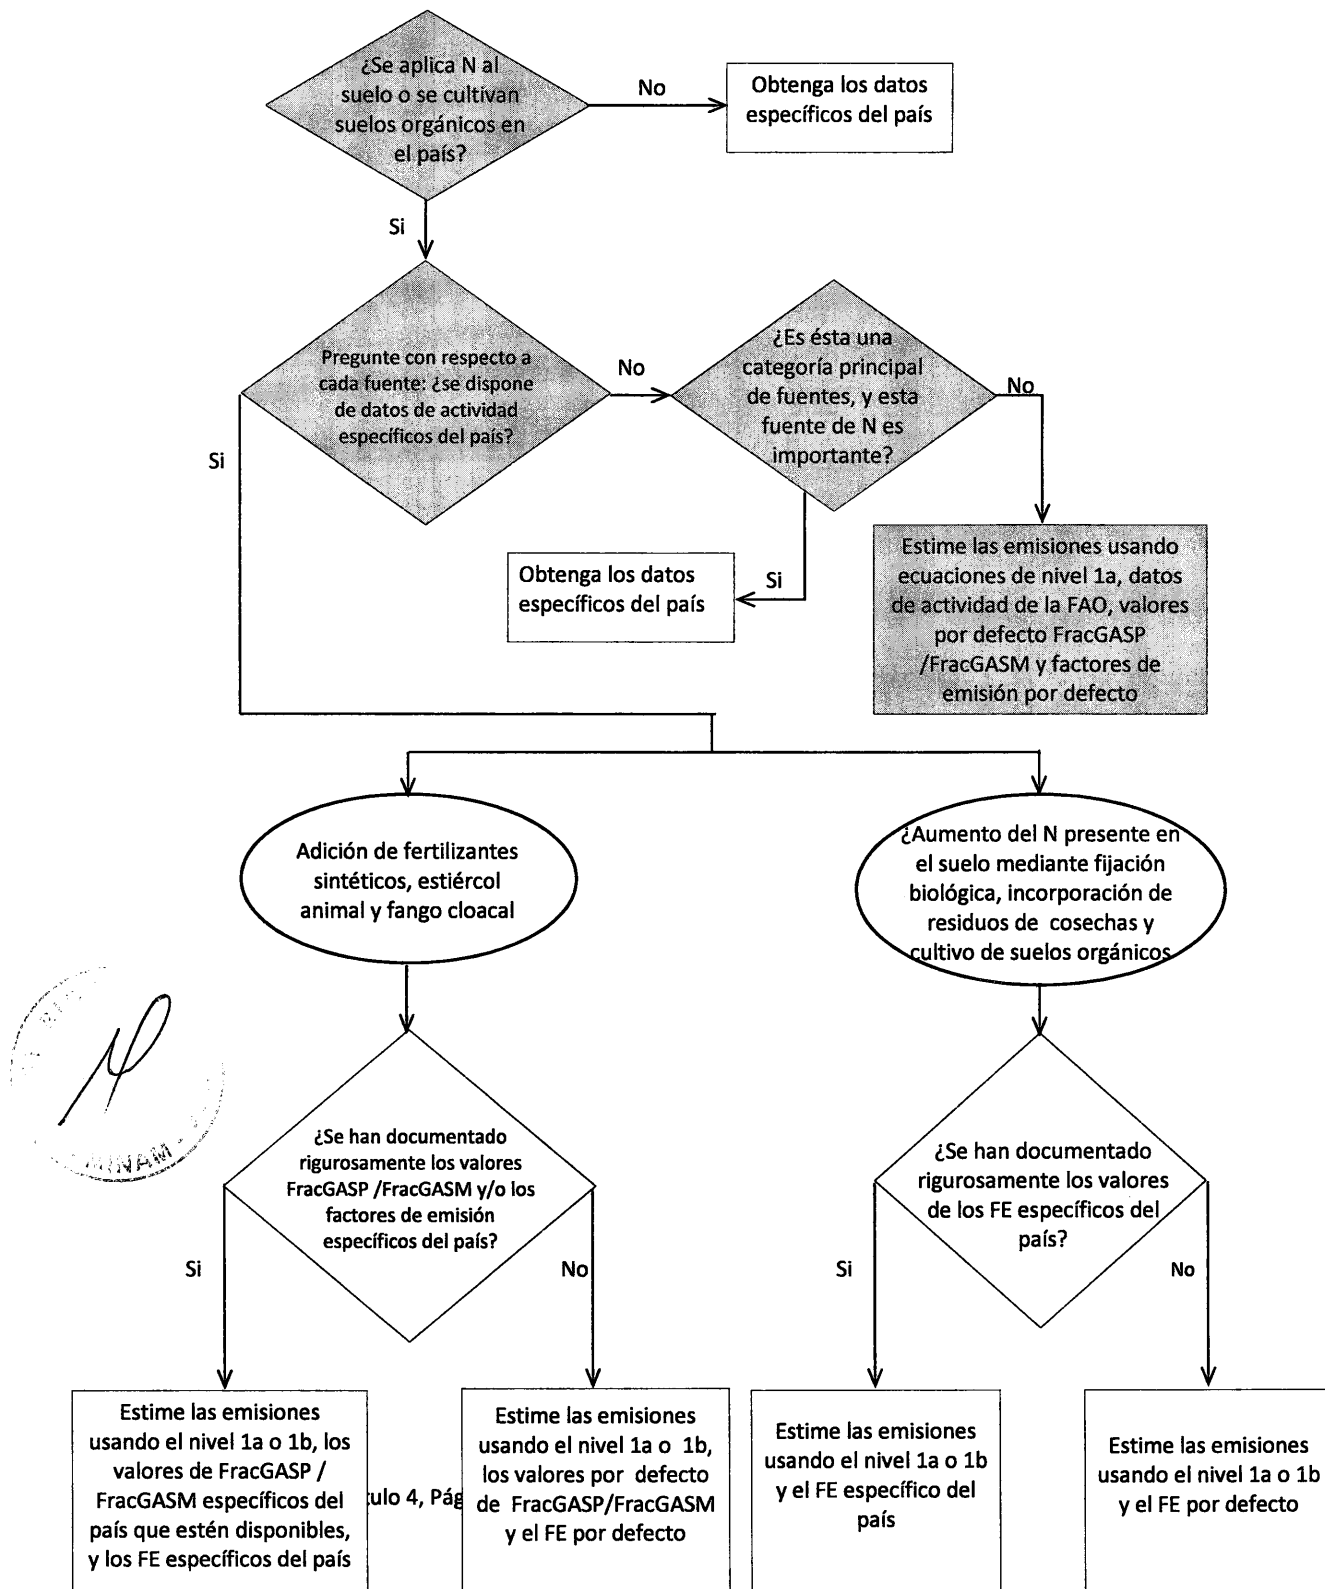 ¿Se aplica N al
suelo o se cultivan
suelos orgánicos en
el país?
No
Obtenga los datos
específicos del país
Si
Pregunte con respecto a
cada fuente: ¿se dispone
de datos de actividad
específicos del país?
No
¿Es ésta una
categoría principal
de fuentes, y esta
fuente de N es
importante?
No
Si
Obtenga los datos
específicos del país
Si
Estime las emisiones usando
ecuaciones de nivel 1a, datos
de actividad de la FAO, valores
por defecto FracGASP
/FracGASM y factores de
emisión por defecto
Adición de fertilizantes
sintéticos, estiércol
animal y fango cloacal
¿Aumento del N presente en
el suelo mediante fijación
biológica, incorporación de
residuos de cosechas y
cultivo de suelos orgánicos
MINAM
¿Se han documentado
rigurosamente los valores
FracGASP /FracGASM y/o los
factores de emisión
específicos del país?
¿Se han documentado
rigurosamente los valores
de los FE específicos del
país?
Si
No
Si
No
Estime las emisiones
usando el nivel 1a o 1b, los
valores de FracGASP /
FracGASM específicos del
país que estén disponibles,
y los FE específicos del país
ulo 4, Pág
Estime las emisiones
usando el nivel 1a o 1b,
los valores por defecto
de FracGASP/FracGASM
y el FE por defecto
Estime las emisiones
usando el nivel 1a o 1b
y el FE específico del
país
Estime las emisiones
usando el nivel 1a o 1b
y el FE por defecto